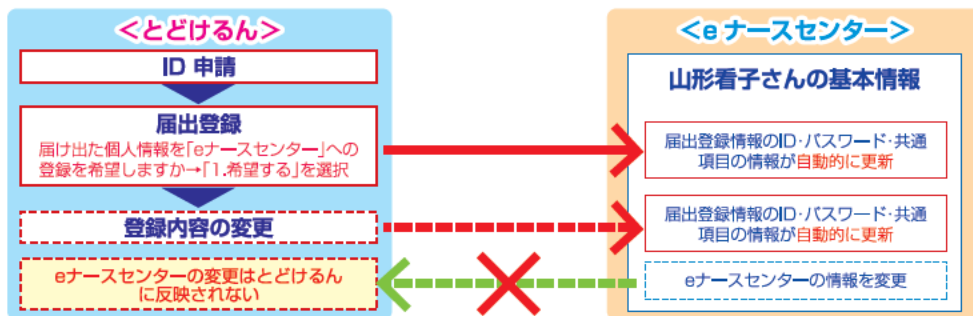 ＜とどけるん＞
ID 申請
届出登録
届け出た個人情報を「eナースセンター」への
登録を希望しますか→「1.希望する」を選択
登録内容の変更
eナースセンターの変更はとどけるん
に反映されない
＜e ナースセンター＞
山形看子さんの基本情報
届出登録情報のID・パスワード・共通
項目の情報が自動的に更新
届出登録情報のID・パスワード・共通
項目の情報が自動的に更新
eナースセンターの情報を変更